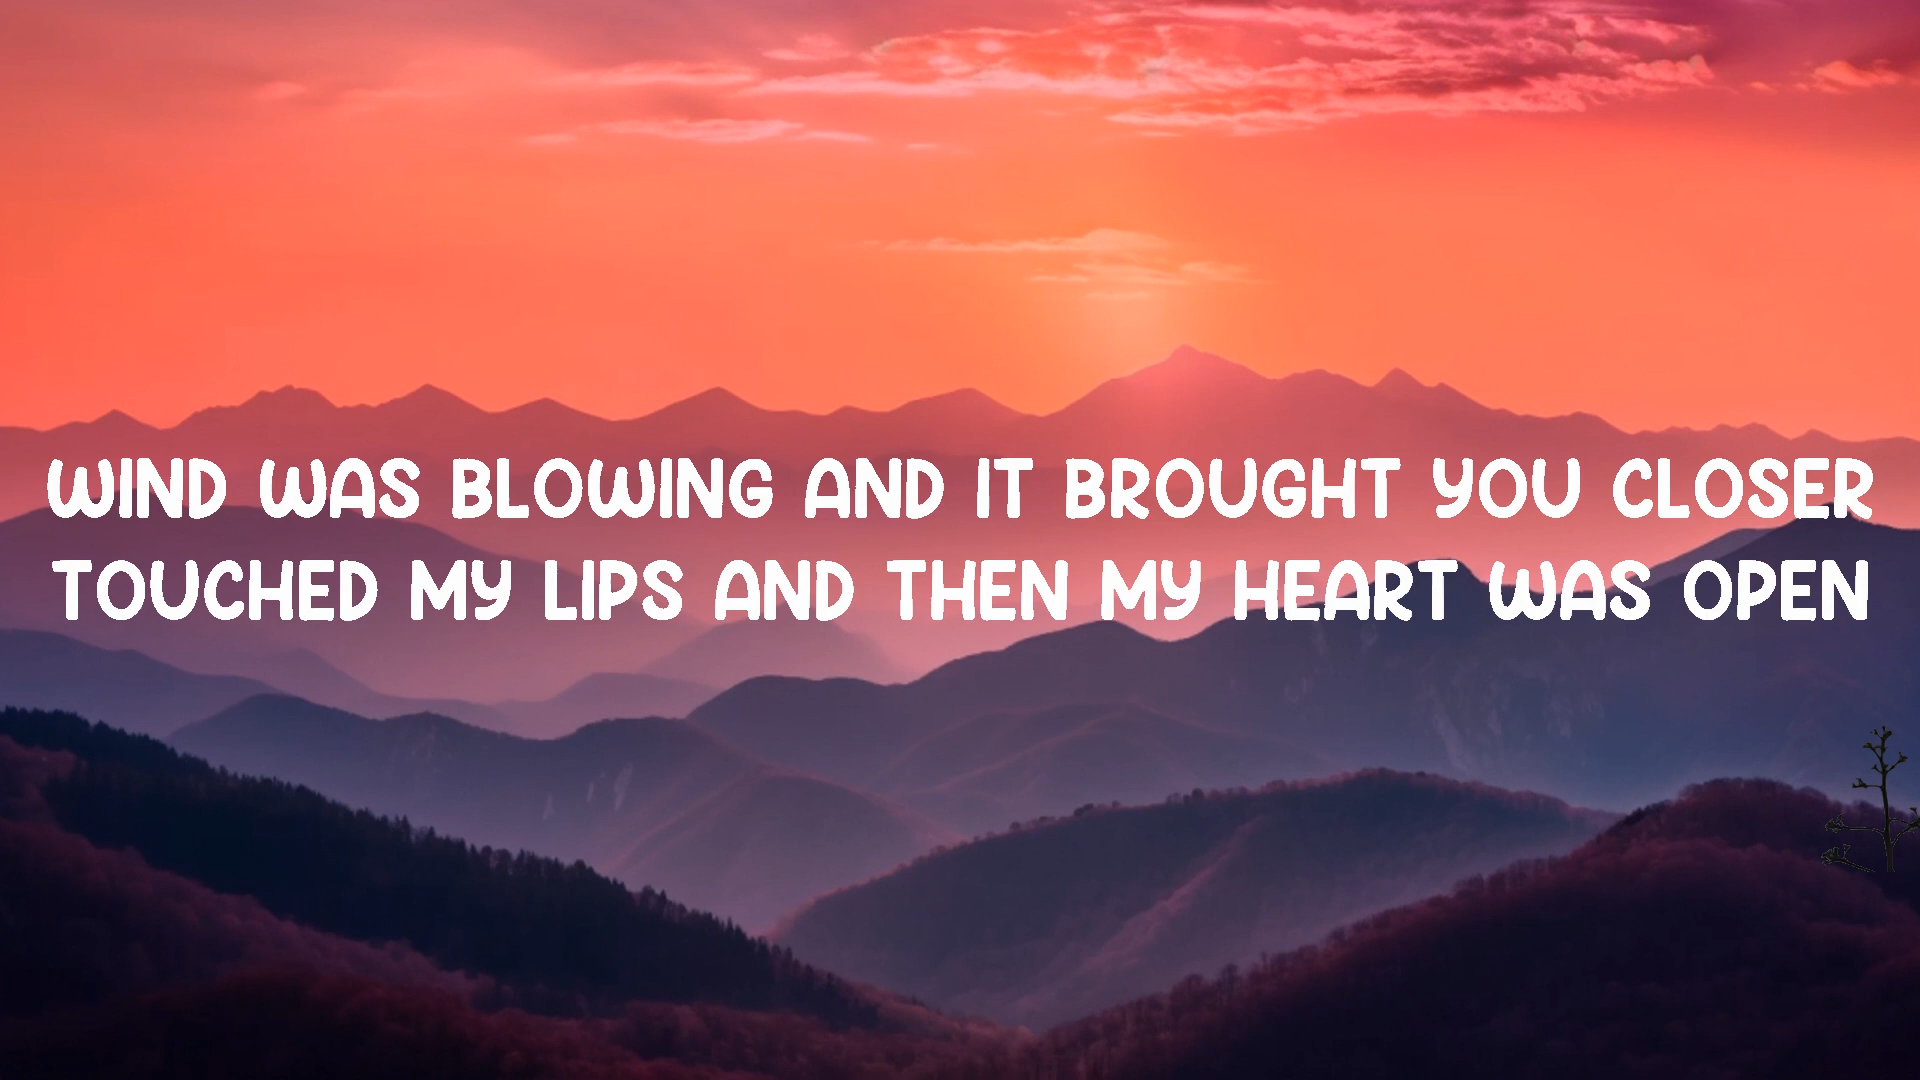 WIND WAS BLOWING AND IT BROUGHT YOU CLOSER
TOUCHED MY LIPS AND THEN MY HEART WAS OPEN